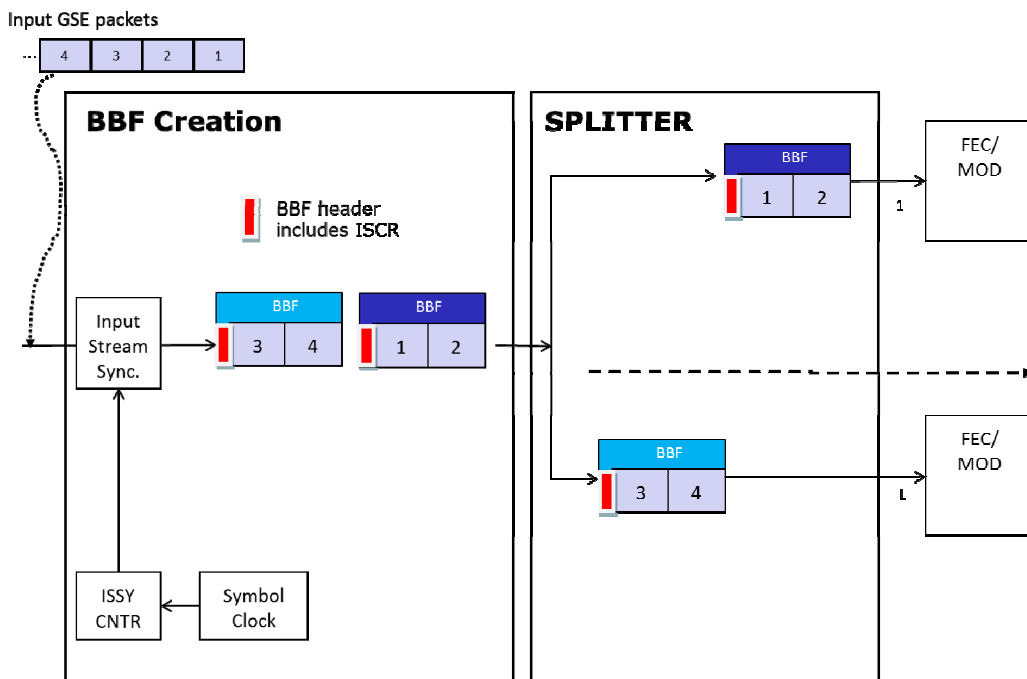 Input GSE packets
4 3 2 1
BBF Creation
SPLITTER
BBF header
includes ISCR
BBF
1 2
1
FEC/
MOD
Input
Stream
Sync.
BBF
3 4
BBF
1 2
BBF
3 4
L
FEC/
MOD
ISSY
CNTR
Symbol
Clock